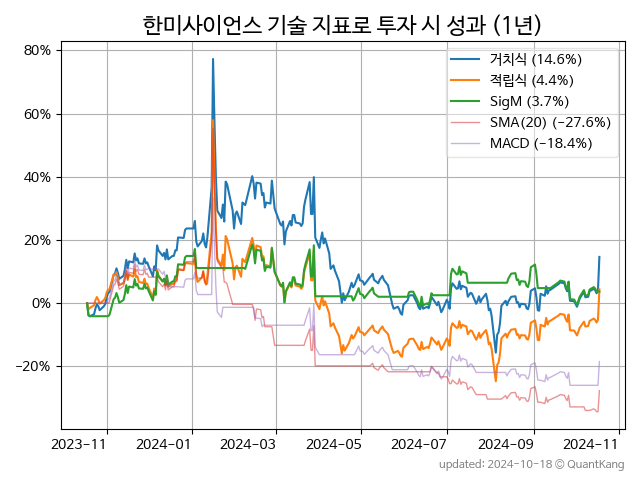 한미사이언스 기술 지표로 투자 시 성과 (1년)
80%
60%
40%
20%
0%
−20%
거치식 (14.6%)
적립식 (4.4%)
SigM (3.7%)
SMA(20) (−27.6%)
MACD (−18.4%)
2023-11
2024-01
2024-03
2024-05
2024-07
2024-09
2024-11
updated: 2024-10-18 @ QuantKang